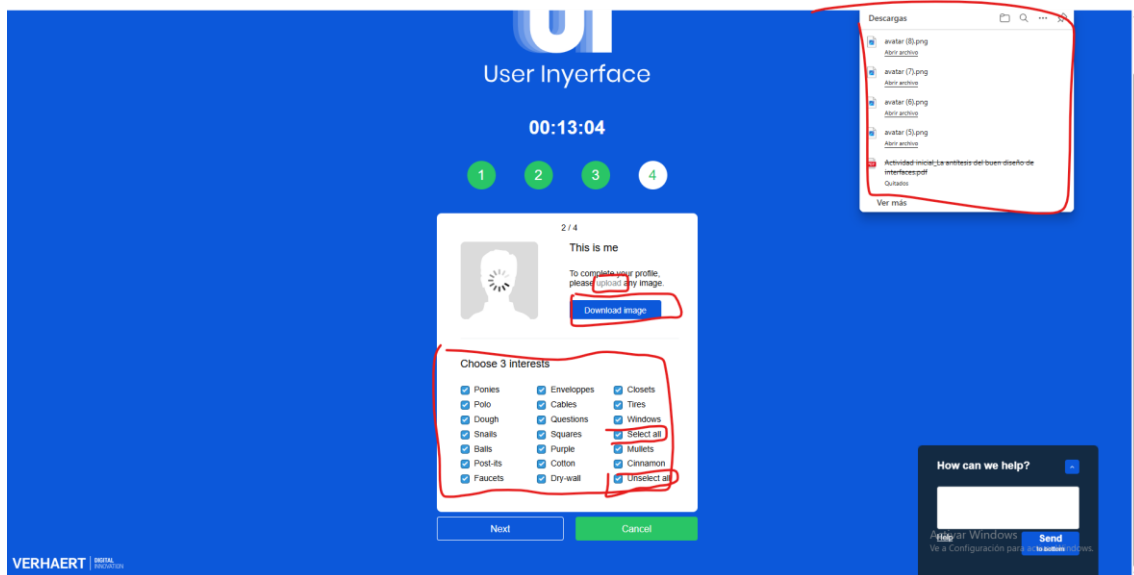 UI
User Inyerface
00:13:04
1 2 3 4
2 / 4
This is me
To complete your profile,
please upload any image.
Download image
Choose 3 interests
Ponies Enveloppes Closets
Polo Cables Tires
Dough Questions Windows
Snails Squares Select all
Balls Purple Mullets
Post-its Cotton Cinnamon
Faucets Dry-wall Unselect all
Next Cancel
Descargas
avatar (8).png
Abrir archivo
avatar (7).png
Abrir archivo
avatar (6).png
Abrir archivo
avatar (5).png
Abrir archivo
Actividad inicial_La antítesis del buen diseño de
interfaces.pdf
Quitados
Ver más
How can we help?
Activar Windows
Ve a Configuración para activar Windows.
Help
Send
to bottom
VERHAERT DIGITAL
INNOVATION